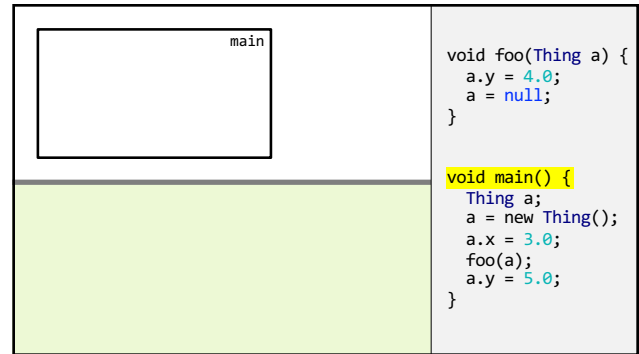 main
void foo(Thing a) {
a.y = 4.0;
a = null;
}
void main() {
Thing a;
a = new Thing();
a.x = 3.0;
foo(a);
a.y = 5.0;
}